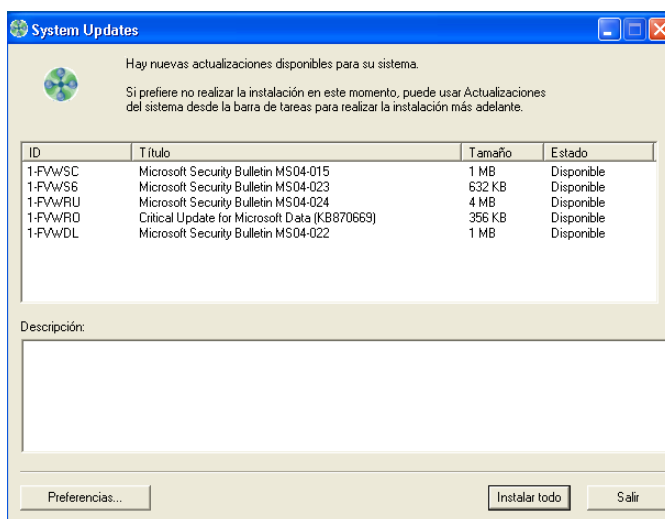 System Updates
Hay nuevas actualizaciones disponibles para su sistema.
Si prefiere no realizar la instalación en este momento, puede usar Actualizaciones
del sistema desde la barra de tareas para realizar la instalación más adelante.
ID Título Tamaño Estado
1-FVWSC Microsoft Security Bulletin MS04-015 1 MB Disponible
1-FVWS6 Microsoft Security Bulletin MS04-023 632 KB Disponible
1-FVWRU Microsoft Security Bulletin MS04-024 4 MB Disponible
1-FVWRO Critical Update for Microsoft Data (KB870669) 356 KB Disponible
1-FVWDL Microsoft Security Bulletin MS04-022 1 MB Disponible
Descripción:
Preferencias... Instalar todo Salir